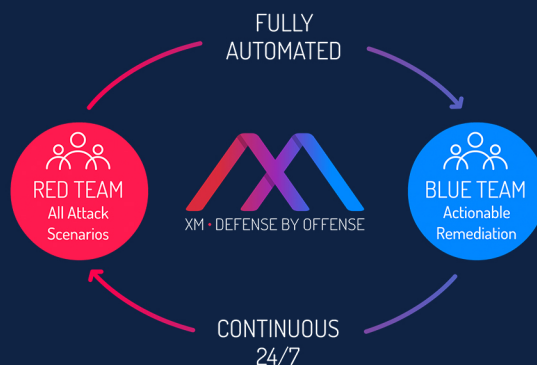 FULLY
AUTOMATED
RED TEAM
All Attack
Scenarios
XM • DEFENSE BY OFFENSE
BLUE TEAM
Actionable
Remediation
CONTINUOUS
24/7